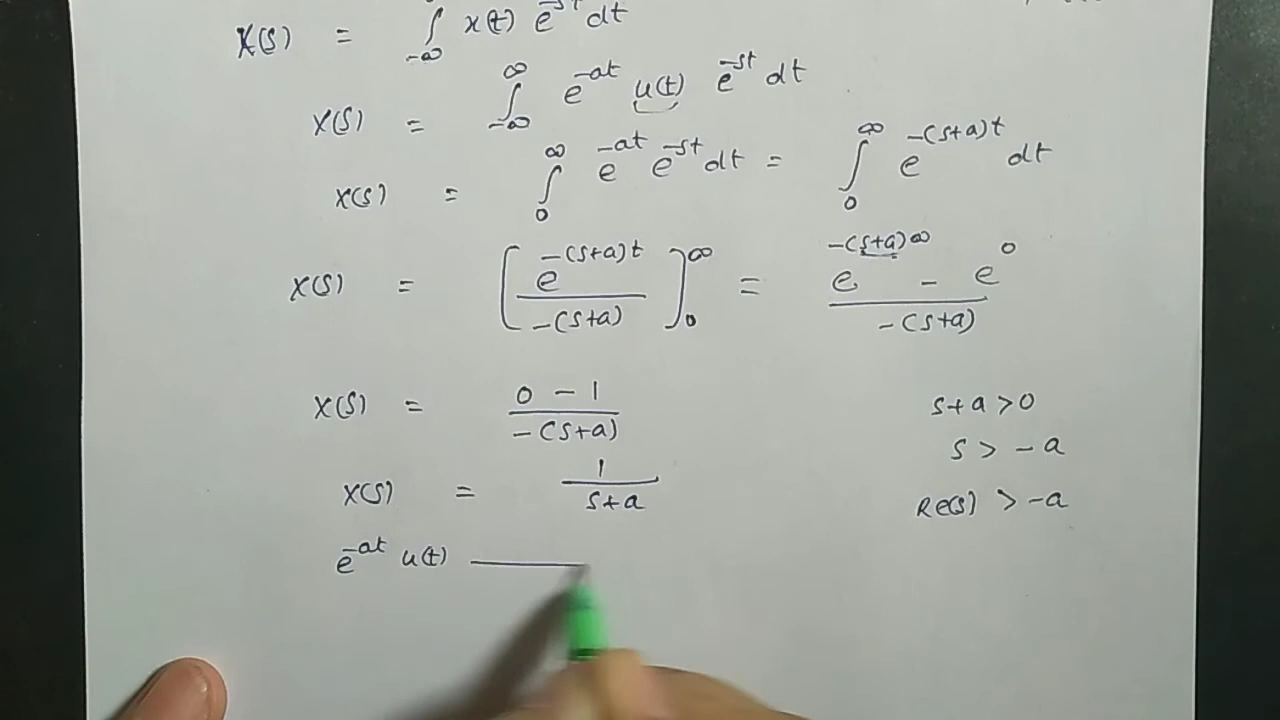 X(s) = ∫_{-∞} x(t) e^{-st} dt
X(s) = ∫_{-∞}^{∞} e^{-at} u(t) e^{-st} dt
X(s) = ∫_{0}^{∞} e^{-at} e^{-st} dt = ∫_{0}^{∞} e^{-(s+a)t} dt
X(s) = [ e^{-(s+a)t} / -(s+a) ]_{0}^{∞} = (e^{-(s+a)∞} - e^{0}) / -(s+a)
X(s) = (0 - 1) / -(s+a)
s+a > 0
s > -a
X(s) = 1 / (s+a)
Re(s) > -a
e^{-at} u(t)